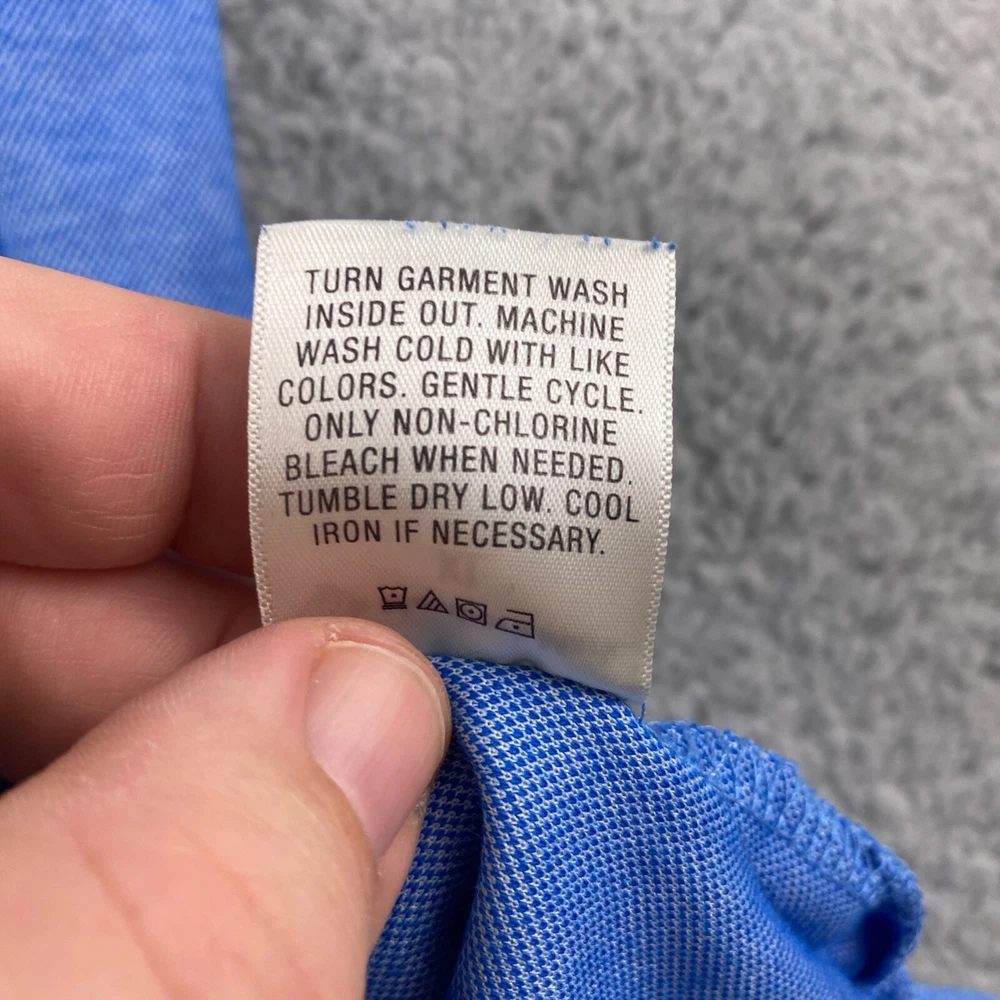 TURN GARMENT WASH
INSIDE OUT. MACHINE
WASH COLD WITH LIKE
COLORS. GENTLE CYCLE.
ONLY NON-CHLORINE
BLEACH WHEN NEEDED.
TUMBLE DRY LOW. COOL
IRON IF NECESSARY.